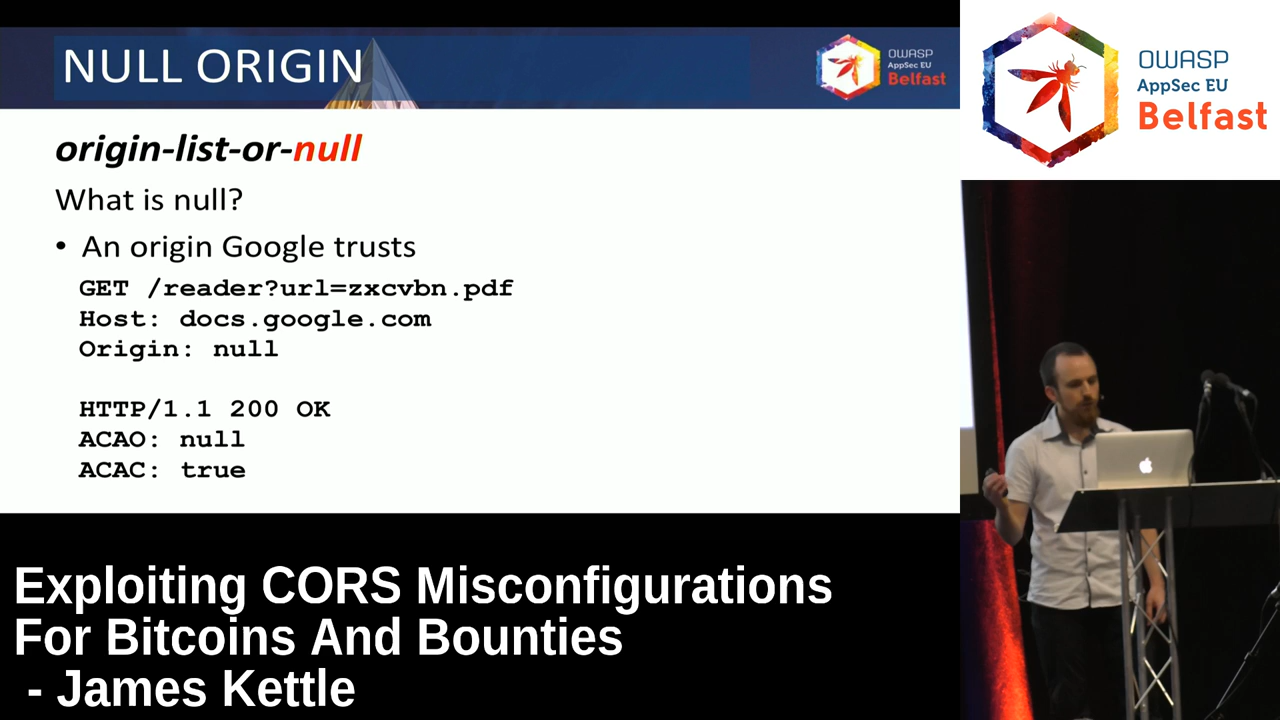 NULL ORIGIN
OWASP
AppSec EU
Belfast
origin-list-or-null
What is null?
• An origin Google trusts
GET /reader?url=zxcvbn.pdf
Host: docs.google.com
Origin: null
HTTP/1.1 200 OK
ACAO: null
ACAC: true
OWASP
AppSec EU
Belfast
Exploiting CORS Misconfigurations
For Bitcoins And Bounties
- James Kettle